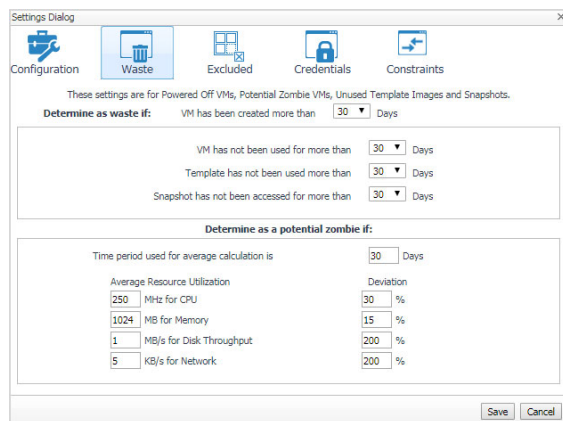 Settings Dialog
Configuration Waste Excluded Credentials Constraints
These settings are for Powered Off VMs, Potential Zombie VMs, Unused Template Images and Snapshots.
Determine as waste if: VM has been created more than 30 Days
VM has not been used for more than 30 Days
Template has not been used more than 30 Days
Snapshot has not been accessed for more than 30 Days
Determine as a potential zombie if:
Time period used for average calculation is 30 Days
Average Resource Utilization Deviation
250 MHz for CPU 30 %
1024 MB for Memory 15 %
1 MB/s for Disk Throughput 200 %
5 KB/s for Network 200 %
Save Cancel